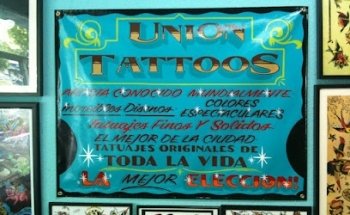 UNION
TATTOOS
CONOCIDO MUNDIALMENTE
COLORES
ESPECTACULARES
Tatuajes Finos Y Solidos
EL MEJOR DE LA CIUDAD
TATUAJES ORIGINALES DE
TODA LA VIDA
LA MEJOR ELECCION!